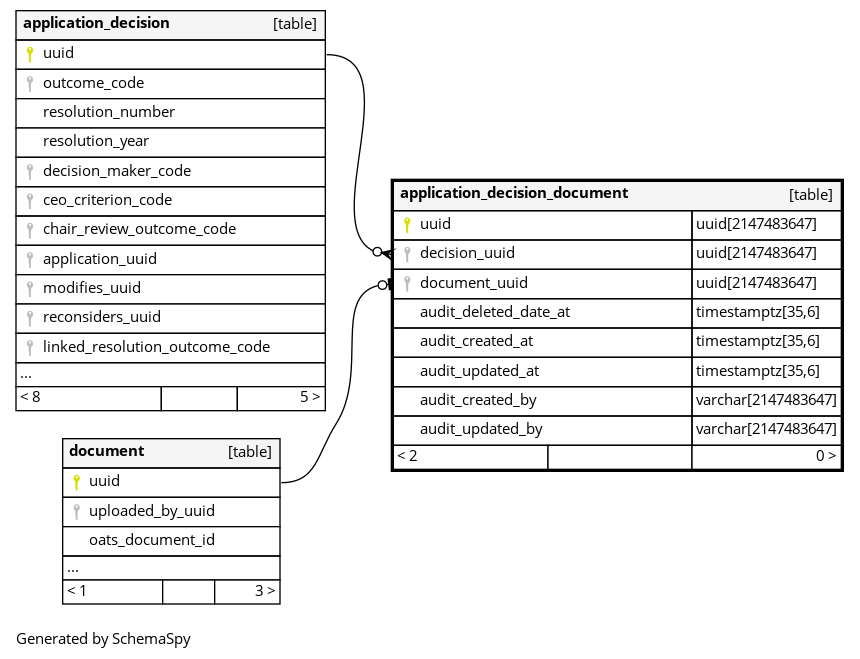 application_decision [table]
uuid
outcome_code
resolution_number
resolution_year
decision_maker_code
ceo_criterion_code
chair_review_outcome_code
application_uuid
modifies_uuid
reconsiders_uuid
linked_resolution_outcome_code
...
< 8 5 >
application_decision_document [table]
uuid uuid[2147483647]
decision_uuid uuid[2147483647]
document_uuid uuid[2147483647]
audit_deleted_date_at timestamptz[35,6]
audit_created_at timestamptz[35,6]
audit_updated_at timestamptz[35,6]
audit_created_by varchar[2147483647]
audit_updated_by varchar[2147483647]
< 2 0 >
document [table]
uuid
uploaded_by_uuid
oats_document_id
...
< 1 3 >
Generated by SchemaSpy